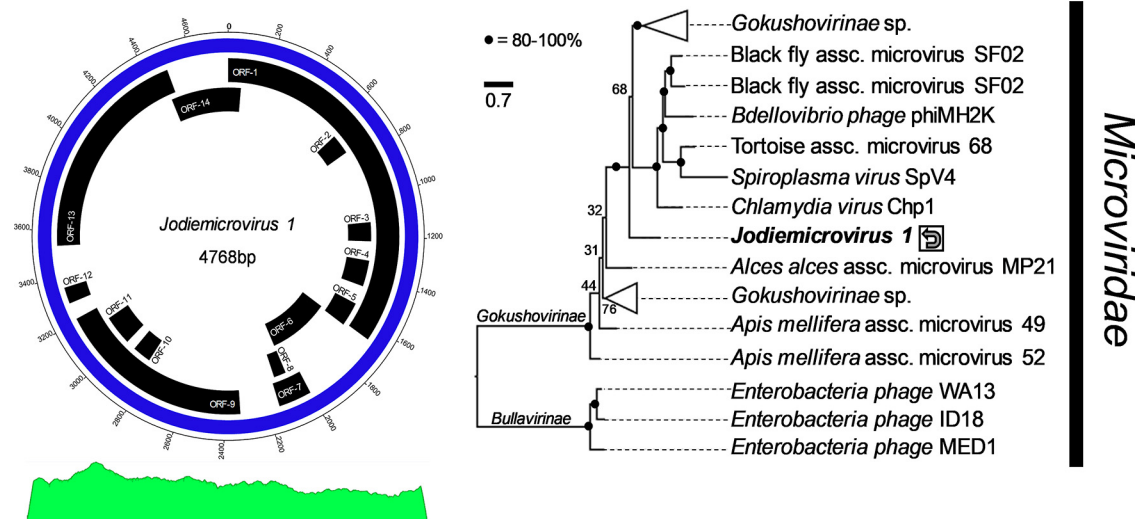 0
200
400
600
800
1000
1200
1400
1600
1800
2000
2200
2400
2600
2800
3000
3200
3400
3600
3800
4000
4200
4400
4600
ORF-1
ORF-2
ORF-3
ORF-4
ORF-5
ORF-6
ORF-8
ORF-7
ORF-9
ORF-10
ORF-11
ORF-12
ORF-13
ORF-14
Jodiemicrovirus 1
4768bp
= 80-100%
0.7
Gokushovirinae sp.
Black fly assc. microvirus SF02
Black fly assc. microvirus SF02
Bdellovibrio phage phiMH2K
Tortoise assc. microvirus 68
Spiroplasma virus SpV4
Chlamydia virus Chp1
Jodiemicrovirus 1
Alces alces assc. microvirus MP21
Gokushovirinae sp.
Apis mellifera assc. microvirus 49
Apis mellifera assc. microvirus 52
Enterobacteria phage WA13
Enterobacteria phage ID18
Enterobacteria phage MED1
68
32
31
44
76
Gokushovirinae
Bullavirinae
Microviridae